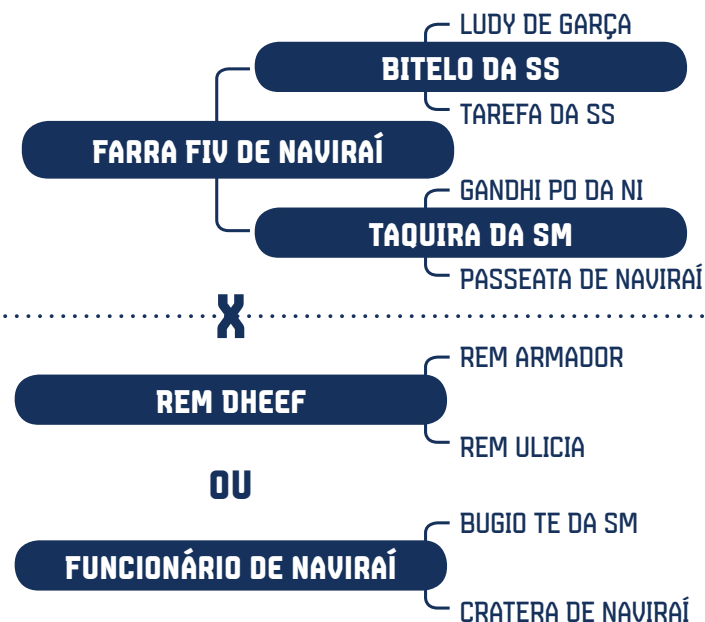 LUDY DE GARÇA
BITELO DA SS
TAREFA DA SS
FARRA FIV DE NAVIRAÍ
GANDHI PO DA NI
TAQUIRA DA SM
PASSEATA DE NAVIRAÍ
X
REM ARMADOR
REM DHEEF
REM ULICIA
OU
BUGIO TE DA SM
FUNCIONÁRIO DE NAVIRAÍ
CRATERA DE NAVIRAÍ